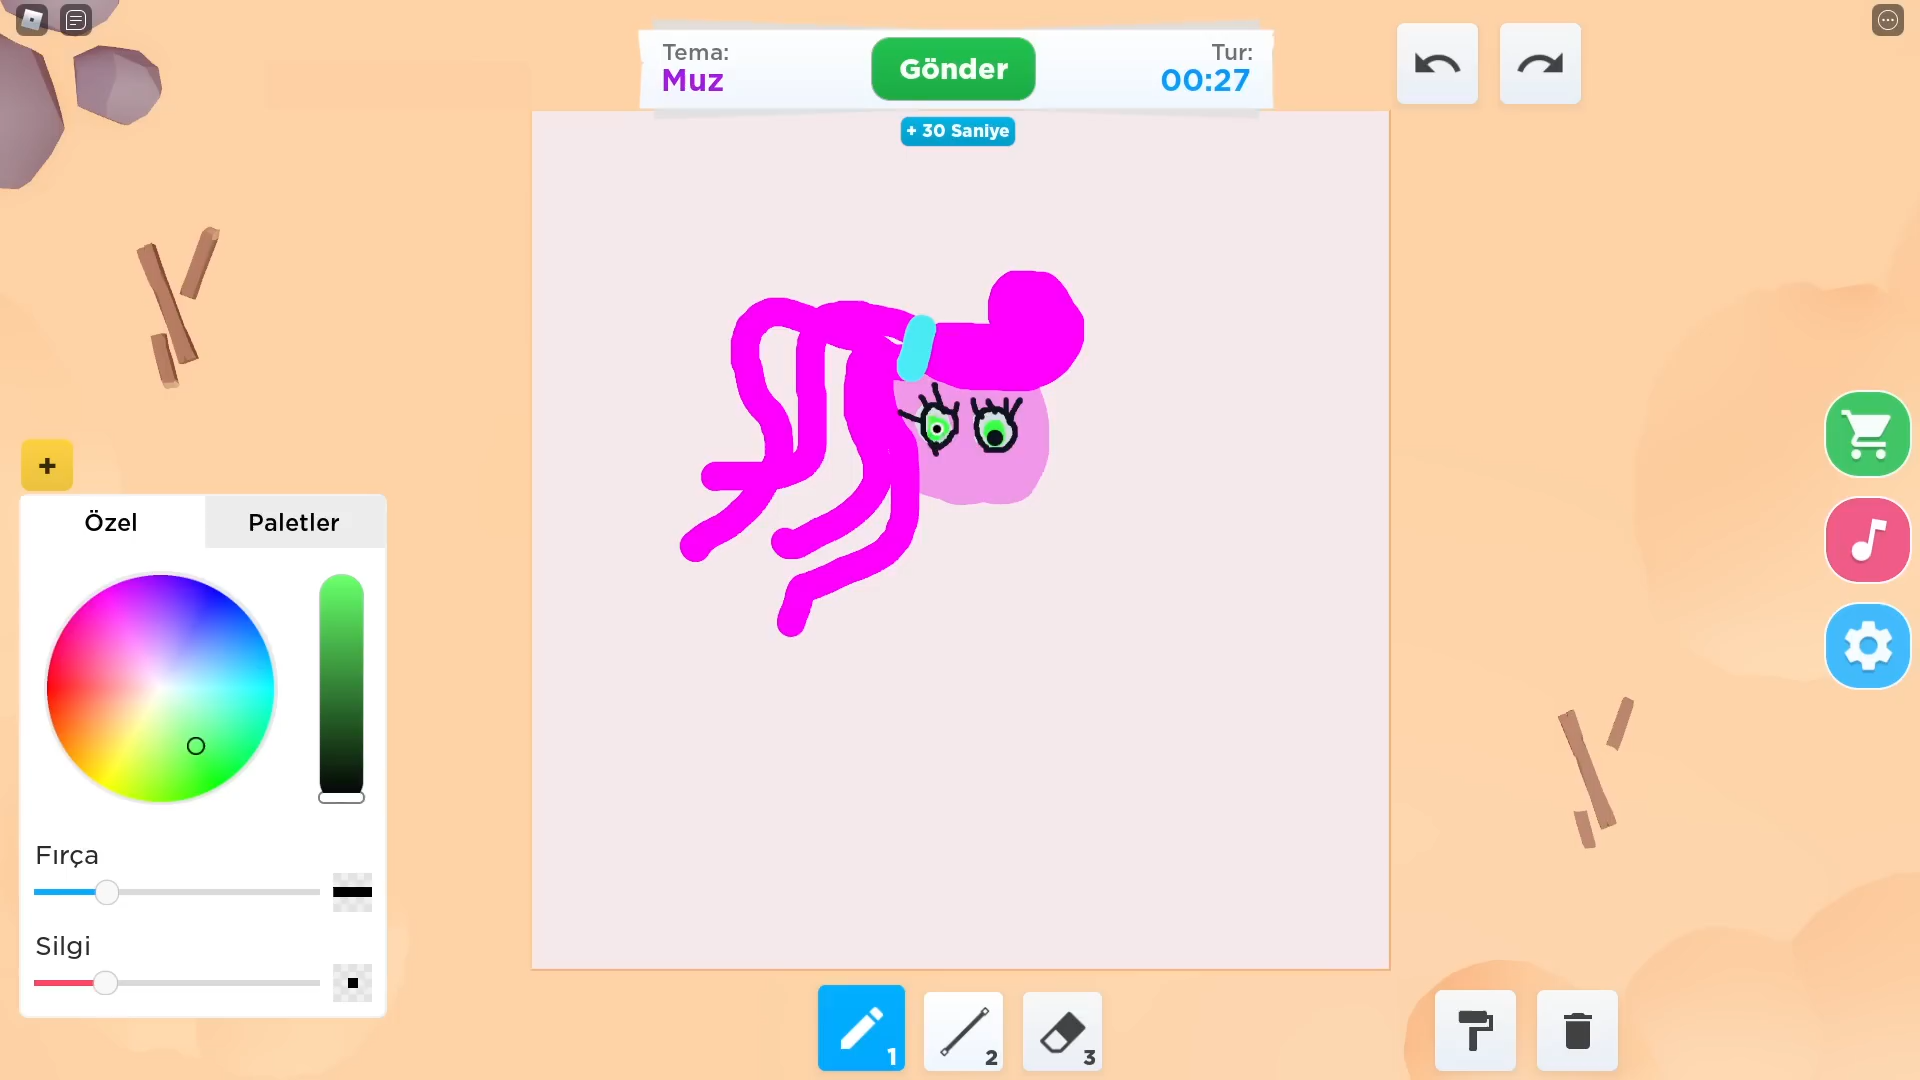 Tema:
Muz
Gönder
Tur:
00:27
+ 30 Saniye
+
Özel
Paletler
Fırça
Silgi
1
2
3